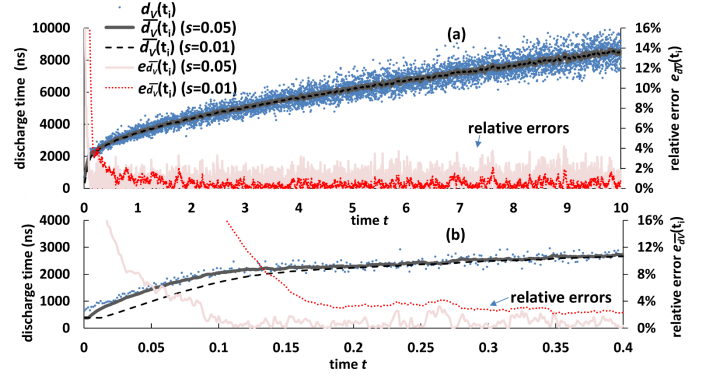 d_V(t_i)
d̅_V̅(t_i) (s=0.05)
d̅_V̅(t_i) (s=0.01)
e_d̅V̅(t_i) (s=0.05)
e_d̅V̅(t_i) (s=0.01)
(a)
relative errors
discharge time (ns)
10000
8000
6000
4000
2000
0
16%
14%
12%
10%
8%
6%
4%
2%
0%
relative error e_d̅V̅(t_i)
0 1 2 3 4 5 6 7 8 9 10
time t
(b)
relative errors
discharge time (ns)
4000
3000
2000
1000
0
16%
12%
8%
4%
0%
relative error e_d̅V̅(t_i)
0 0.05 0.1 0.15 0.2 0.25 0.3 0.35 0.4
time t